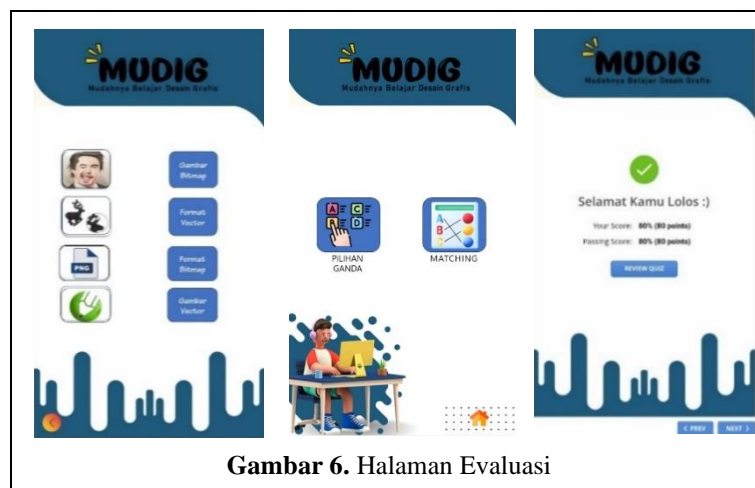 MUDIG
Mudahnya Belajar Desain Grafis
Gambar
Bitmap
Format
Vector
PNG
Format
Bitmap
Gambar
Vector
MUDIG
Mudahnya Belajar Desain Grafis
A C
B D
PILIHAN
GANDA
A
B
C
MATCHING
MUDIG
Mudahnya Belajar Desain Grafis
Selamat Kamu Lolos :)
Your Score: 80% (80 points)
Passing Score: 80% (80 points)
REVIEW QUIZ
< PREV
NEXT >
Gambar 6. Halaman Evaluasi